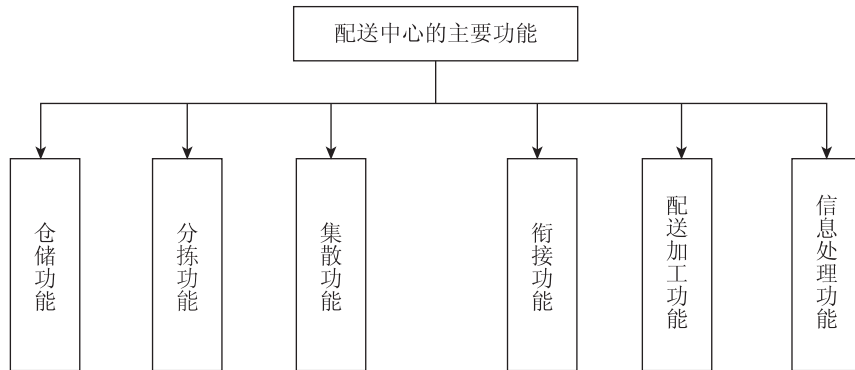 配送中心的主要功能
仓储功能
分拣功能
集散功能
衔接功能
配送加工功能
信息处理功能